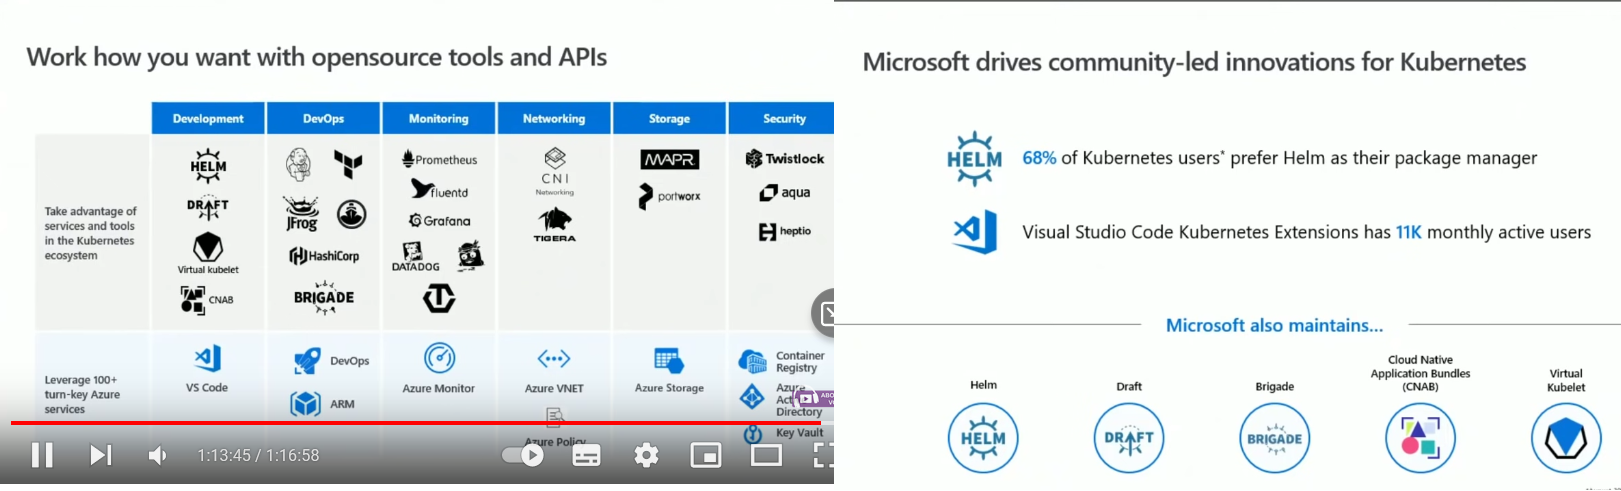 Work how you want with opensource tools and APIs
Development
DevOps
Monitoring
Networking
Storage
Security
Take advantage of
services and tools
in the Kubernetes
ecosystem
HELM
DRAFT
Virtual kubelet
CNAB
JFrog
HashiCorp
BRIGADE
Prometheus
fluentd
Grafana
DATADOG
CNI
Networking
TIGERA
MAPR
portworx
Twistlock
aqua
heptio
Leverage 100+
turn-key Azure
services
VS Code
DevOps
ARM
Azure Monitor
Azure VNET
Azure Policy
Azure Storage
Container
Registry
Directory
Key Vault
1:13:45 / 1:16:58
Microsoft drives community-led innovations for Kubernetes
HELM
68% of Kubernetes users* prefer Helm as their package manager
Visual Studio Code Kubernetes Extensions has 11K monthly active users
Microsoft also maintains...
Helm
HELM
Draft
DRAFT
Brigade
BRIGADE
Cloud Native
Application Bundles
(CNAB)
Virtual
Kubelet